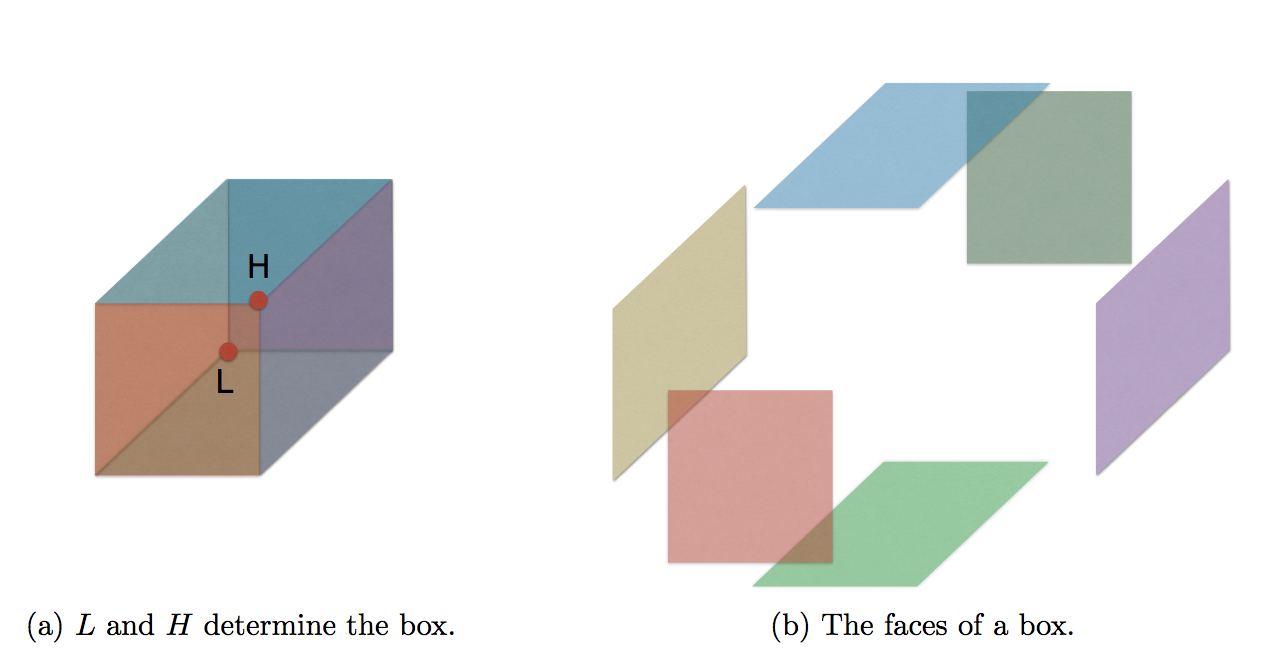 H
L
(a) L and H determine the box.
(b) The faces of a box.